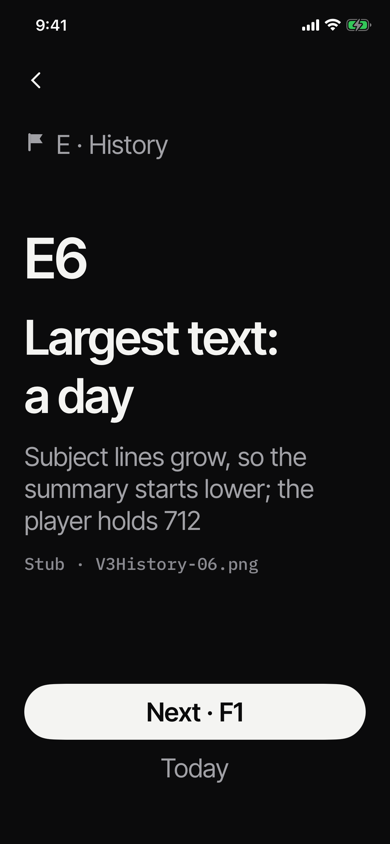 9:41
E · History
E6
Largest text:
a day
Subject lines grow, so the
summary starts lower; the
player holds 712
Stub · V3History-06.png
Next · F1
Today